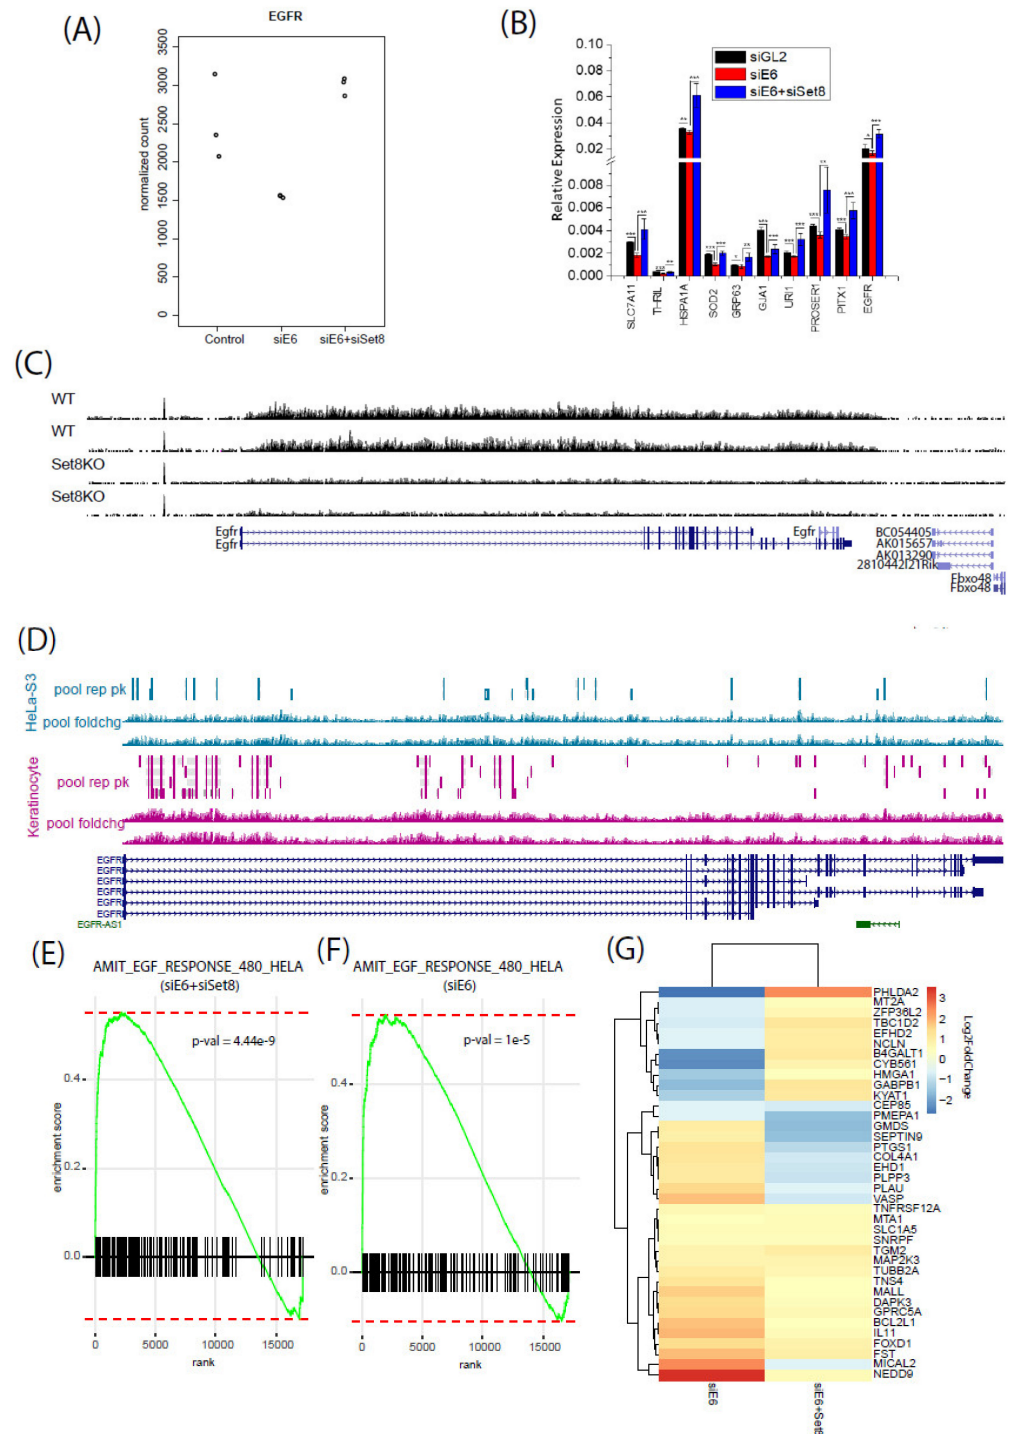 (A)
EGFR
normalized count
3500
3000
2500
2000
1500
1000
500
0
Control
siE6
siE6+siSet8
(B)
siGL2
siE6
siE6+siSet8
Relative Expression
0.10
0.08
0.06
0.04
0.02
0.008
0.006
0.004
0.002
0.000
SLC7A11
THRIL
HSPA1A
SOD2
GRP63
GJA1
URI1
PROSER1
PITX1
EGFR
(C)
WT
WT
Set8KO
Set8KO
Egfr
Egfr
Egfr
BC054405
AK015657
AK013290
2810442I21Rik
Fbxo48
Fbxo48
(D)
HeLa-S3
pool rep pk
pool foldchg
Keratinocyte
pool rep pk
pool foldchg
EGFR
EGFR
EGFR
EGFR
EGFR
EGFR
EGFR-AS1
(E)
AMIT_EGF_RESPONSE_480_HELA
(siE6+siSet8)
p-val = 4.44e-9
enrichment score
0.4
0.2
0.0
0
5000
10000
15000
rank
(F)
AMIT_EGF_RESPONSE_480_HELA
(siE6)
p-val = 1e-5
enrichment score
0.4
0.2
0.0
0
5000
10000
15000
rank
(G)
PHLDA2
MT2A
ZFP36L2
TBC1D2
EFHD2
NCLN
B4GALT1
CYB561
HMGA1
GABPB1
KYAT1
CEP85
PMEPA1
GMDS
SEPTIN9
PTGS1
COL4A1
EHD1
PLPP3
PLAU
VASP
TNFRSF12A
MTA1
SLC1A5
SNRPF
TGM2
MAP2K3
TUBB2A
TNS4
MALL
DAPK3
GPRC5A
BCL2L1
IL11
FOXD1
FST
MICAL2
NEDD9
siE6
siE6+Set8
3
2
1
0
−1
−2
Log2FoldChange